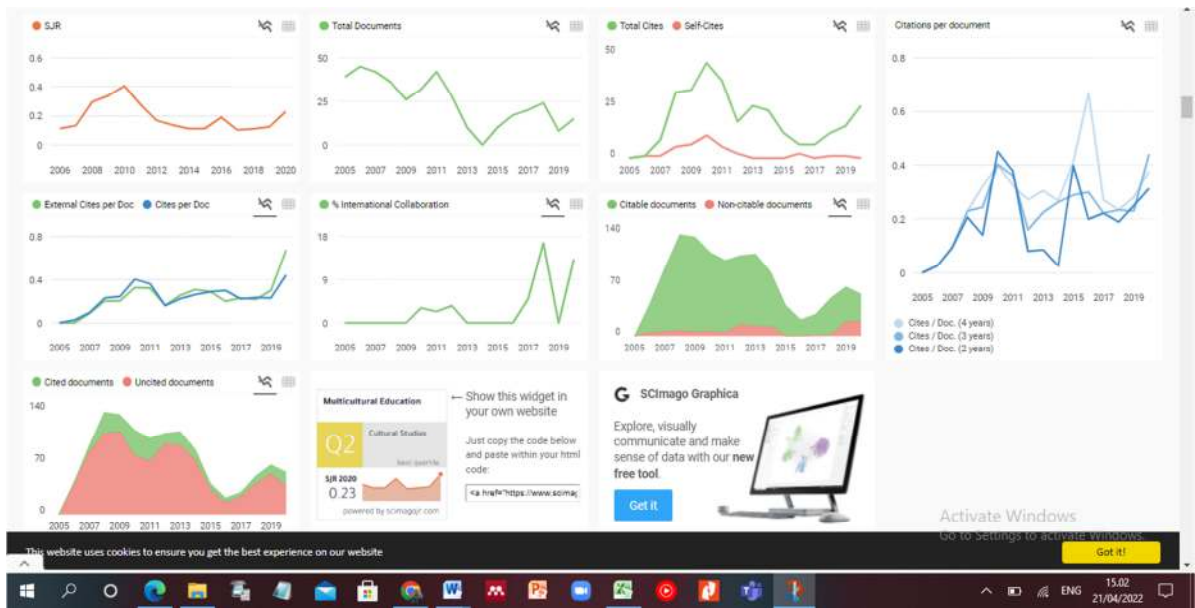 SJR
0.6
0.4
0.2
0
2006 2008 2010 2012 2014 2016 2018 2020
Total Documents
50
25
0
2005 2007 2009 2011 2013 2015 2017 2019
Total Cites Self-Cites
50
25
0
2005 2007 2009 2011 2013 2015 2017 2019
Citations per document
0.8
0.6
0.4
0.2
0
2005 2007 2009 2011 2013 2015 2017 2019
Cites / Doc. (4 years)
Cites / Doc. (3 years)
Cites / Doc. (2 years)
External Cites per Doc Cites per Doc
0.8
0.4
0
2005 2007 2009 2011 2013 2015 2017 2019
% International Collaboration
18
9
0
2005 2007 2009 2011 2013 2015 2017 2019
Citable documents Non-citable documents
140
70
0
2005 2007 2009 2011 2013 2015 2017 2019
Cited documents Uncited documents
140
70
0
2005 2007 2009 2011 2013 2015 2017 2019
Multicultural Education
Q2
Cultural Studies
best quartile
SJR 2020
0.23
powered by scimagojr.com
← Show this widget in
your own website
Just copy the code below
and paste within your html
code:
<a href="https://www.scimag
SCImago Graphica
Explore, visually
communicate and make
sense of data with our new
free tool.
Get it
Activate Windows
Go to Settings to activate Windows.
This website uses cookies to ensure you get the best experience on our website
Got it!
ENG
15.02
21/04/2022